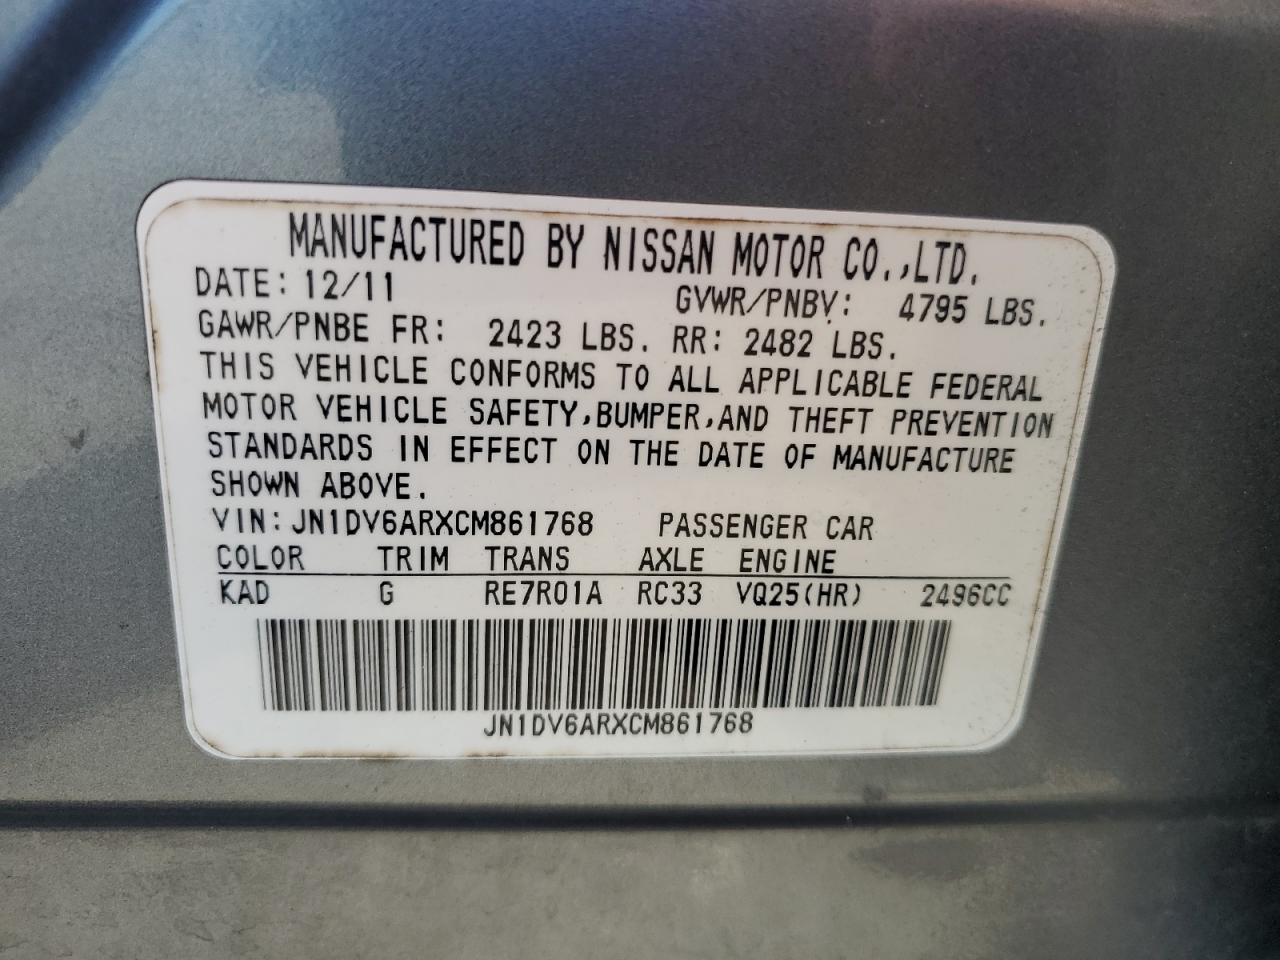 MANUFACTURED BY NISSAN MOTOR CO.,LTD.
DATE: 12/11 GVWR/PNBV: 4795 LBS.
GAWR/PNBE FR: 2423 LBS. RR: 2482 LBS.
THIS VEHICLE CONFORMS TO ALL APPLICABLE FEDERAL
MOTOR VEHICLE SAFETY,BUMPER,AND THEFT PREVENTION
STANDARDS IN EFFECT ON THE DATE OF MANUFACTURE
SHOWN ABOVE.
VIN:JN1DV6ARXCM861768 PASSENGER CAR
COLOR TRIM TRANS AXLE ENGINE
KAD G RE7R01A RC33 VQ25(HR) 2496CC
JN1DV6ARXCM861768